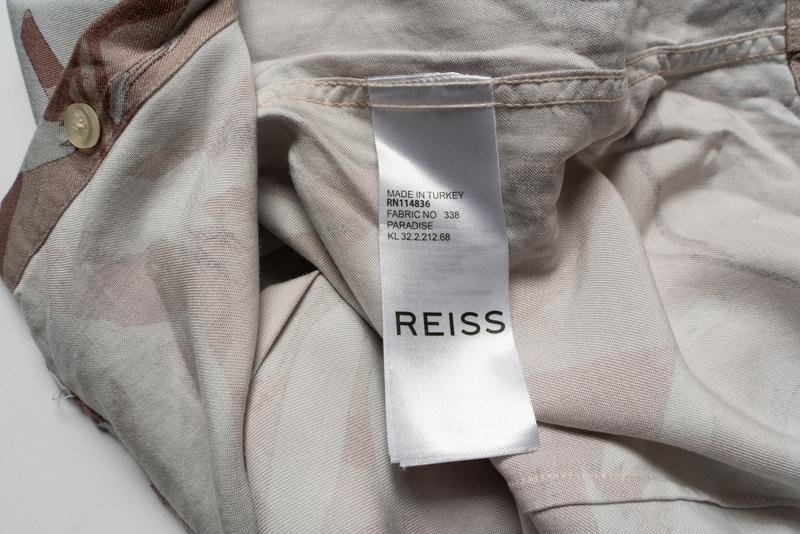 MADE IN TURKEY
RN114836
FABRIC NO 338
PARADISE
KL 32.2.212.68
REISS